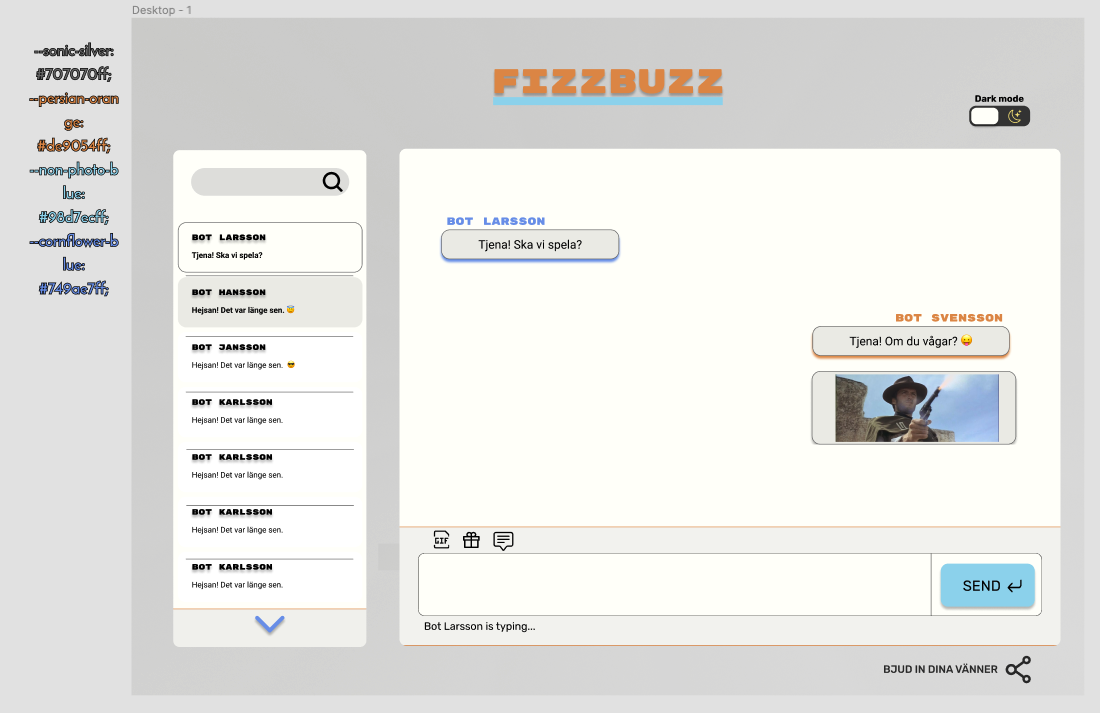 Desktop - 1
--sonic-silver:
#707070ff;
--persian-oran
ge:
#de9054ff;
--non-photo-b
lue:
#98d7ecff;
--cornflower-b
lue:
#749ae7ff;
FIZZBUZZ
Dark mode
BOT LARSSON
Tjena! Ska vi spela?
BOT HANSSON
Hejsan! Det var länge sen. 😇
BOT JANSSON
Hejsan! Det var länge sen. 😎
BOT KARLSSON
Hejsan! Det var länge sen.
BOT KARLSSON
Hejsan! Det var länge sen.
BOT KARLSSON
Hejsan! Det var länge sen.
BOT KARLSSON
Hejsan! Det var länge sen.
BOT LARSSON
Tjena! Ska vi spela?
BOT SVENSSON
Tjena! Om du vågar? 😛
GIF
SEND
Bot Larsson is typing...
BJUD IN DINA VÄNNER